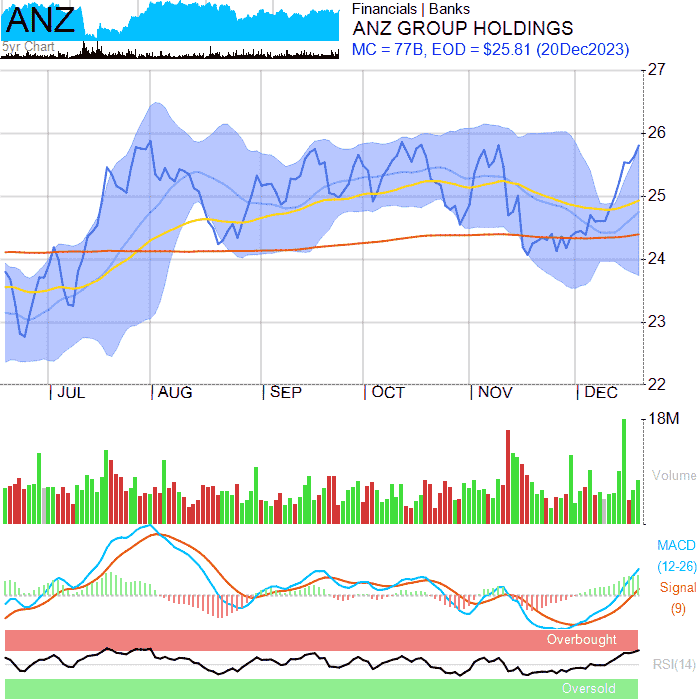 ANZ
5yr Chart
Financials | Banks
ANZ GROUP HOLDINGS
MC = 77B, EOD = $25.81 (20Dec2023)
27
26
25
24
23
22
JUL AUG SEP OCT NOV DEC
18M
Volume
MACD
(12-26)
Signal
(9)
Overbought
RSI(14)
Oversold